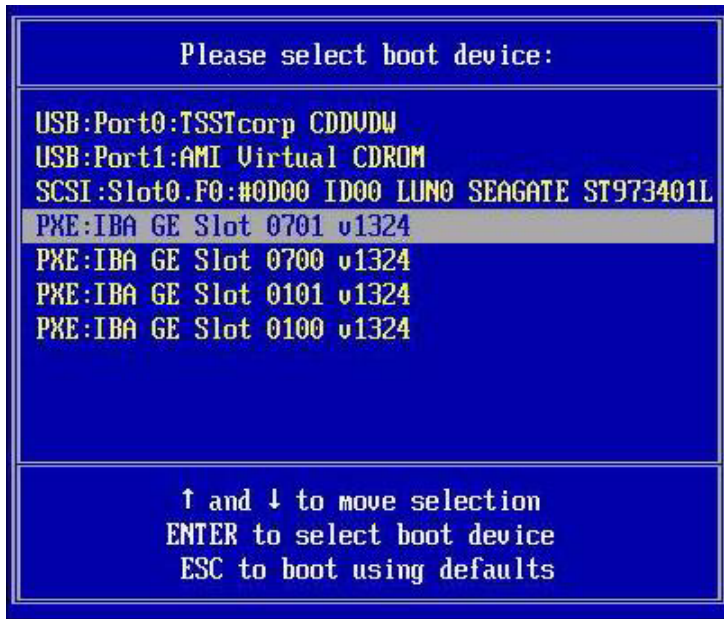 Please select boot device:
USB:Port0:TSSTcorp CDDVDW
USB:Port1:AMI Virtual CDROM
SCSI:Slot0.F0:#0D00 ID00 LUN0 SEAGATE ST973401L
PXE:IBA GE Slot 0701 v1324
PXE:IBA GE Slot 0700 v1324
PXE:IBA GE Slot 0101 v1324
PXE:IBA GE Slot 0100 v1324
↑ and ↓ to move selection
ENTER to select boot device
ESC to boot using defaults